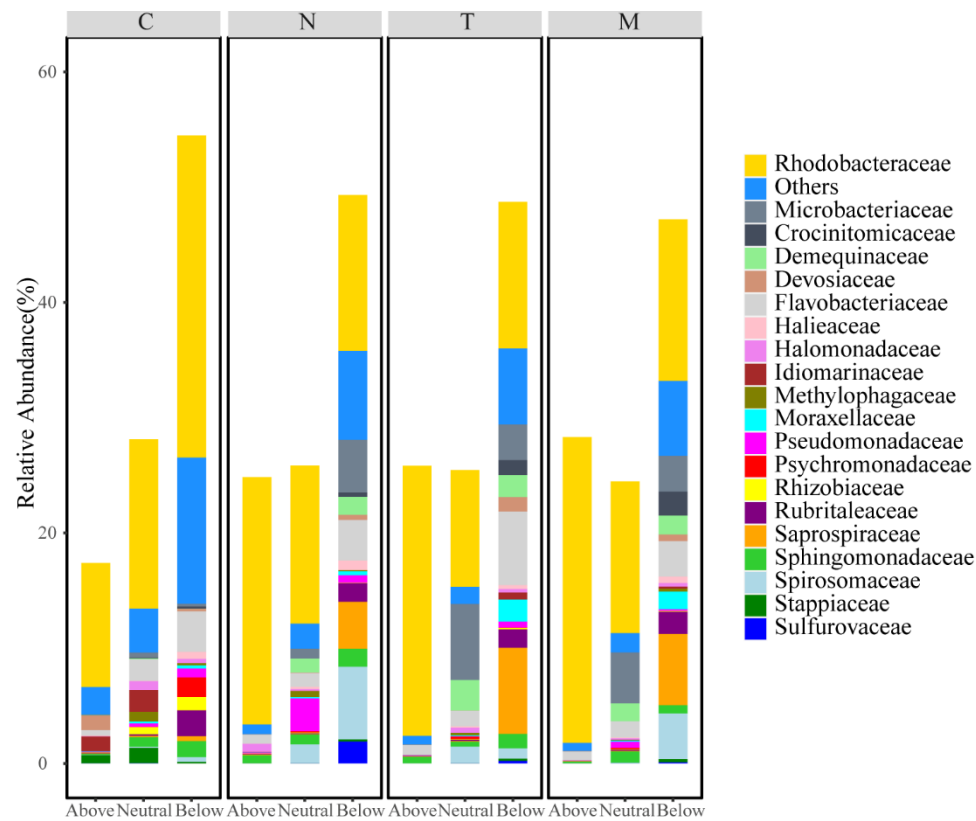 C N T M
Relative Abundance(%)
60
40
20
0
Above Neutral Below Above Neutral Below Above Neutral Below Above Neutral Below
Rhodobacteraceae
Others
Microbacteriaceae
Crocinitomicaceae
Demequinaceae
Devosiaceae
Flavobacteriaceae
Halieaceae
Halomonadaceae
Idiomarinaceae
Methylophagaceae
Moraxellaceae
Pseudomonadaceae
Psychromonadaceae
Rhizobiaceae
Rubritaleaceae
Saprospiraceae
Sphingomonadaceae
Spirosomaceae
Stappiaceae
Sulfurovaceae